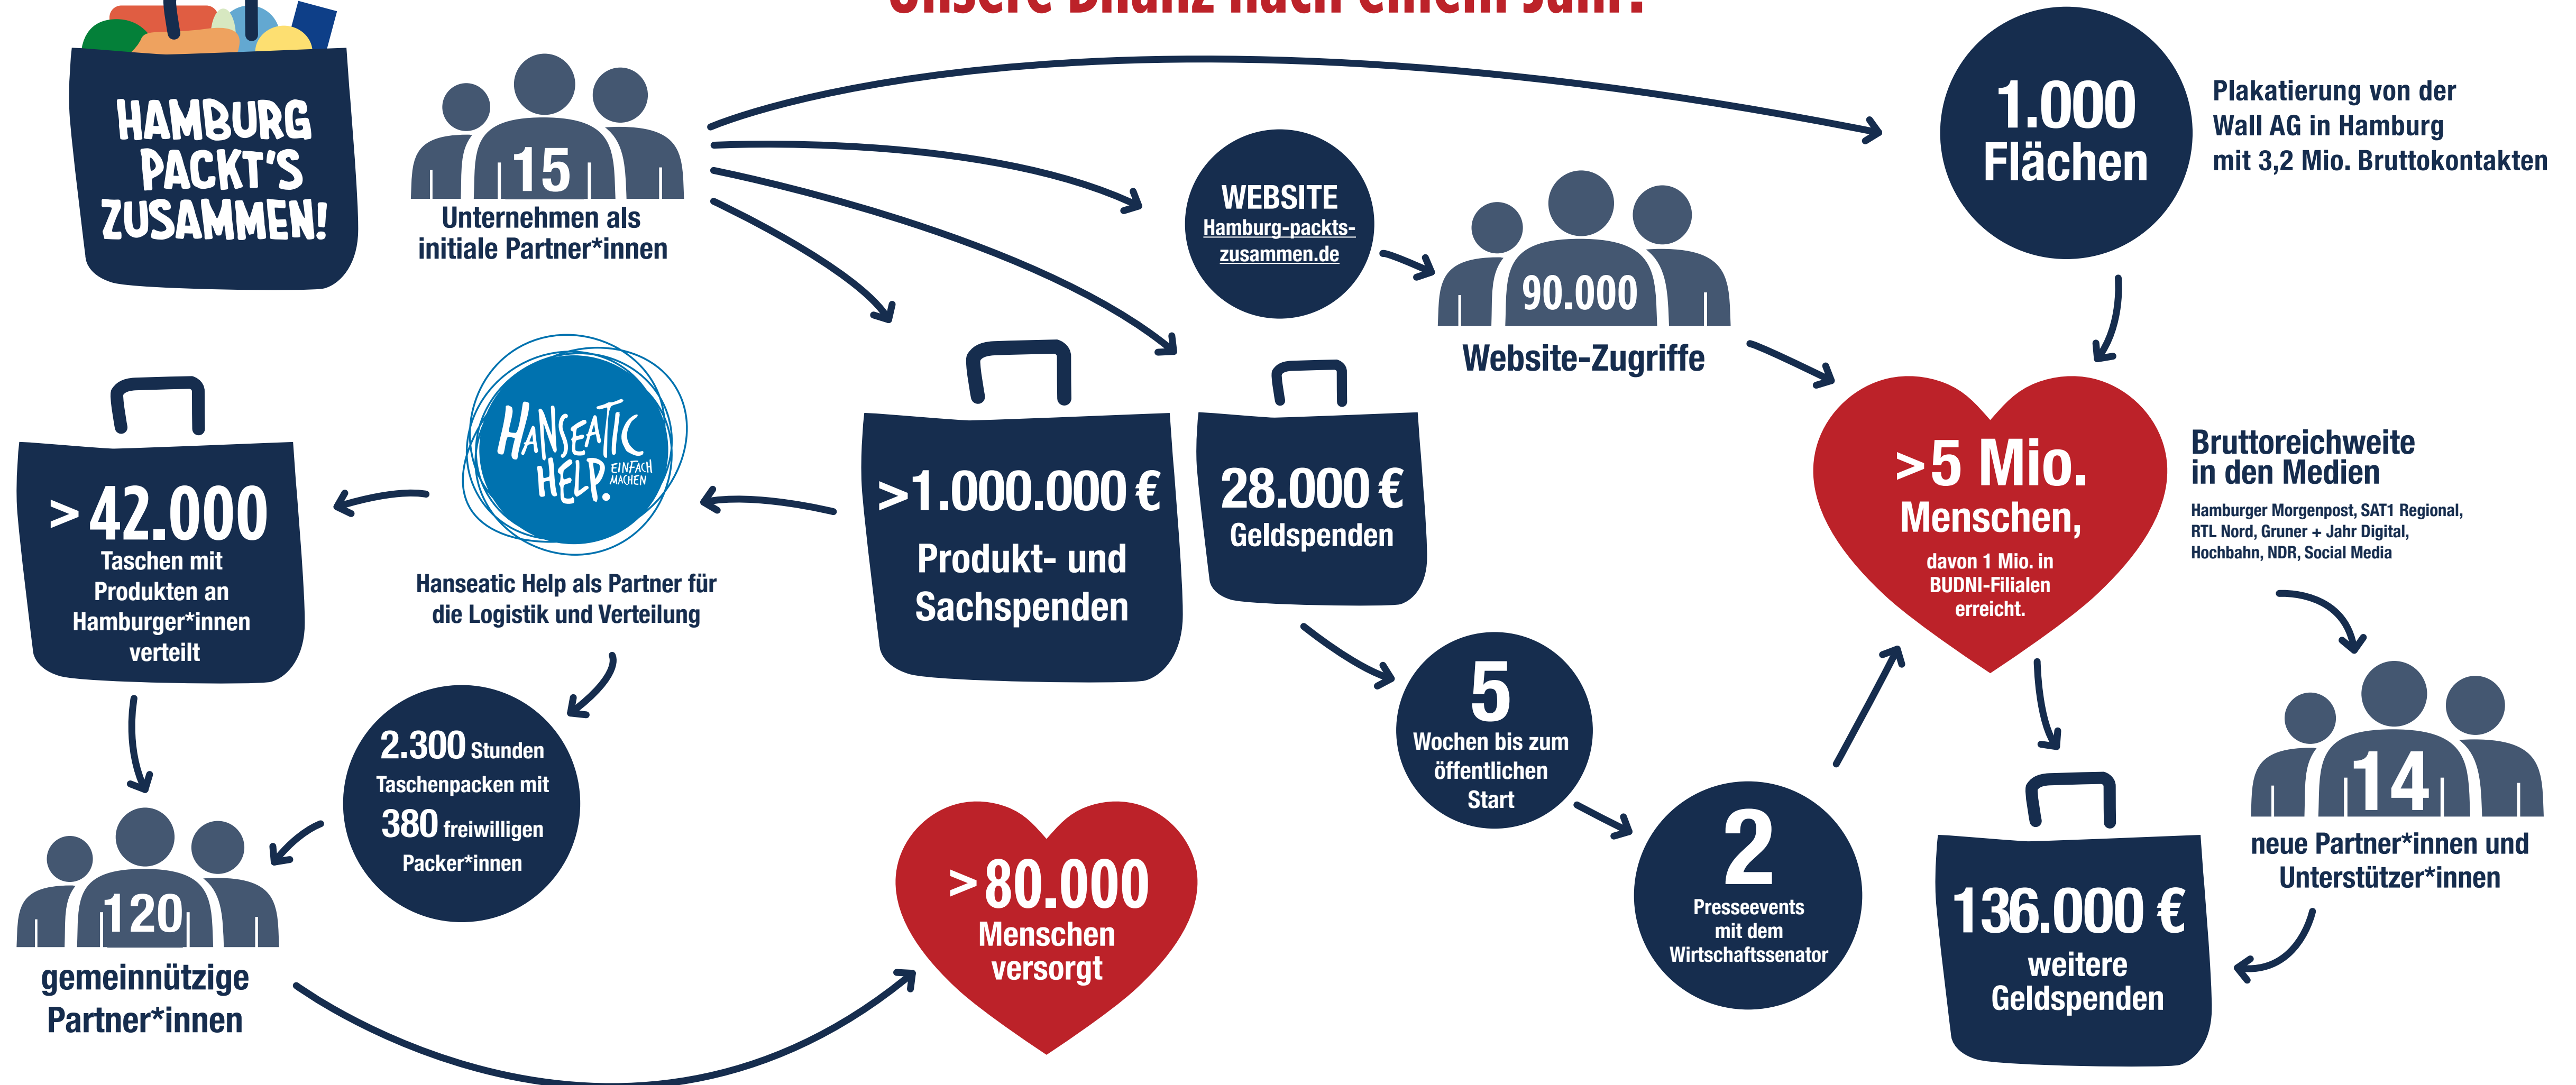 Unsere Bilanz nach einem Jahr:
HAMBURG
PACKT'S
ZUSAMMEN!
15
Unternehmen als
initiale Partner*innen
WEBSITE
Hamburg-packts-
zusammen.de
90.000
Website-Zugriffe
1.000
Flächen
Plakatierung von der
Wall AG in Hamburg
mit 3,2 Mio. Bruttokontakten
>42.000
Taschen mit
Produkten an
Hamburger*innen
verteilt
HANSEATIC
HELP.
EINFACH
MACHEN
Hanseatic Help als Partner für
die Logistik und Verteilung
>1.000.000 €
Produkt- und
Sachspenden
28.000 €
Geldspenden
>5 Mio.
Menschen,
davon 1 Mio. in
BUDNI-Filialen
erreicht.
Bruttoreichweite
in den Medien
Hamburger Morgenpost, SAT1 Regional,
RTL Nord, Gruner + Jahr Digital,
Hochbahn, NDR, Social Media
2.300 Stunden
Taschenpacken mit
380 freiwilligen
Packer*innen
120
gemeinnützige
Partner*innen
>80.000
Menschen
versorgt
5
Wochen bis zum
öffentlichen
Start
2
Presseevents
mit dem
Wirtschaftssenator
14
neue Partner*innen und
Unterstützer*innen
136.000 €
weitere
Geldspenden